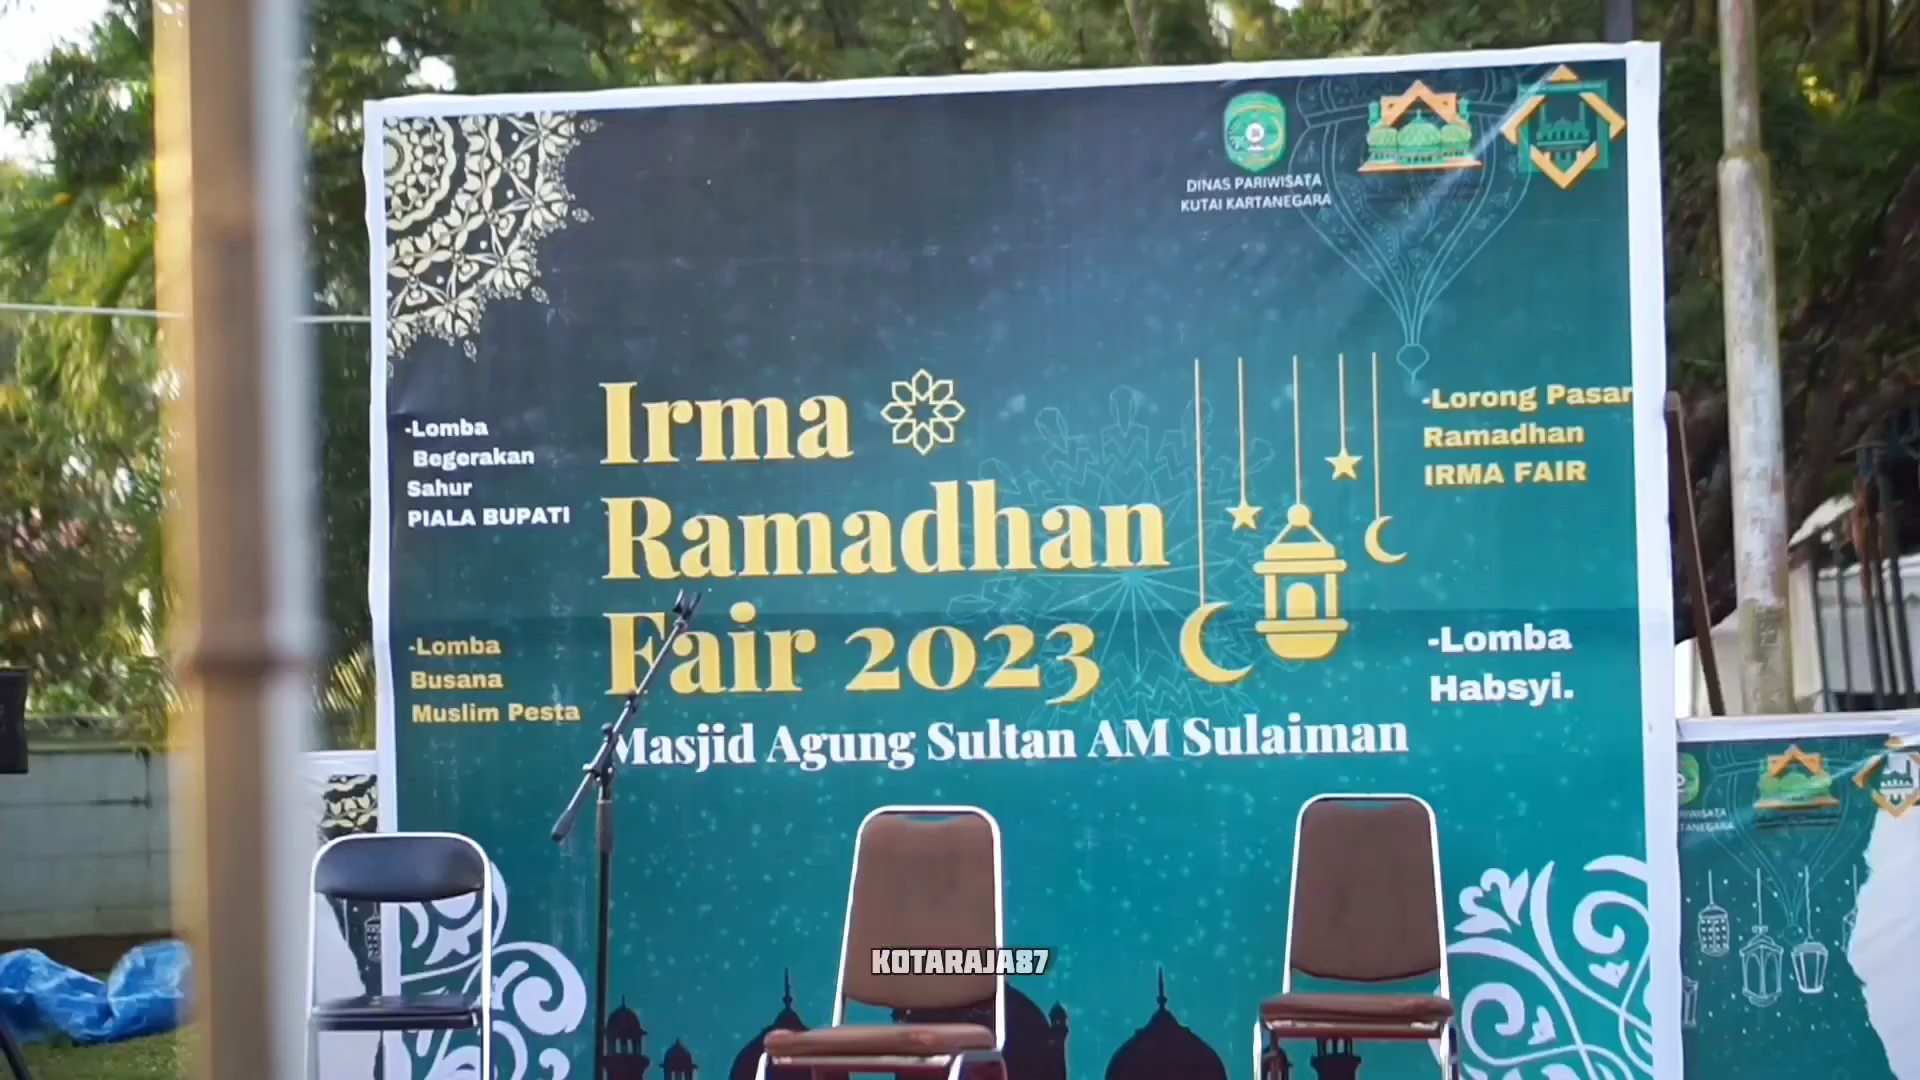 DINAS PARIWISATA
KUTAI KARTANEGARA
-Lomba
Begerakan
Sahur
PIALA BUPATI
-Lomba
Busana
Muslim Pesta
Irma
Ramadhan
Fair 2023
Masjid Agung Sultan AM Sulaiman
-Lorong Pasar
Ramadhan
IRMA FAIR
-Lomba
Habsyi.
KOTARAJA87